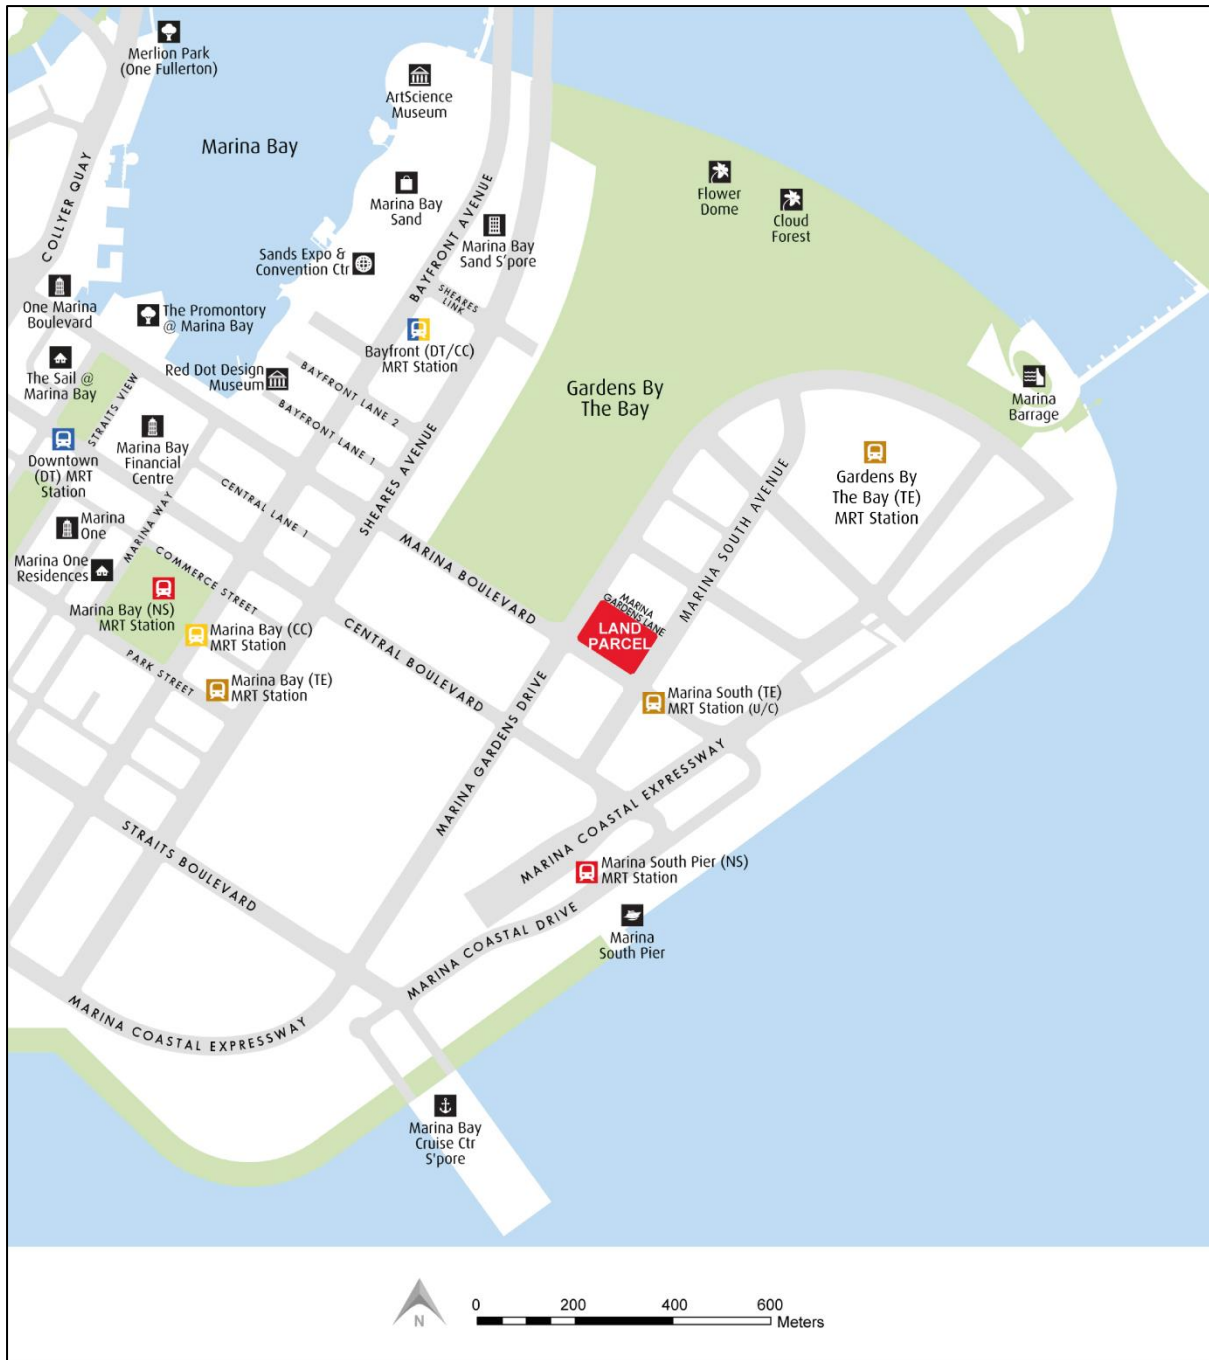 Merlion Park
(One Fullerton)
ArtScience
Museum
Marina Bay
COLLYER QUAY
Marina Bay
Sand
BAYFRONT AVENUE
Marina Bay
Sand S'pore
Flower
Dome
Cloud
Forest
Sands Expo &
Convention Ctr
SHEARES
LINK
One Marina
Boulevard
The Promontory
@ Marina Bay
Bayfront (DT/CC)
MRT Station
The Sail @
Marina Bay
Red Dot Design
Museum
BAYFRONT LANE 2
BAYFRONT LANE 1
Gardens By
The Bay
Marina
Barrage
STRAITS VIEW
Downtown
(DT) MRT
Station
Marina Bay
Financial
Centre
SHEARES AVENUE
Gardens By
The Bay (TE)
MRT Station
Marina
One
MARINA WAY
CENTRAL LANE 1
MARINA SOUTH AVENUE
Marina One
Residences
COMMERCE STREET
MARINA BOULEVARD
Marina Bay (NS)
MRT Station
MARINA
GARDENS LANE
LAND
PARCEL
Marina Bay (CC)
MRT Station
CENTRAL BOULEVARD
PARK STREET
Marina Bay (TE)
MRT Station
Marina South (TE)
MRT Station (U/C)
MARINA GARDENS DRIVE
MARINA COASTAL EXPRESSWAY
STRAITS BOULEVARD
Marina South Pier (NS)
MRT Station
MARINA COASTAL DRIVE
Marina
South Pier
MARINA COASTAL EXPRESSWAY
Marina Bay
Cruise Ctr
S'pore
N
0 200 400 600
Meters